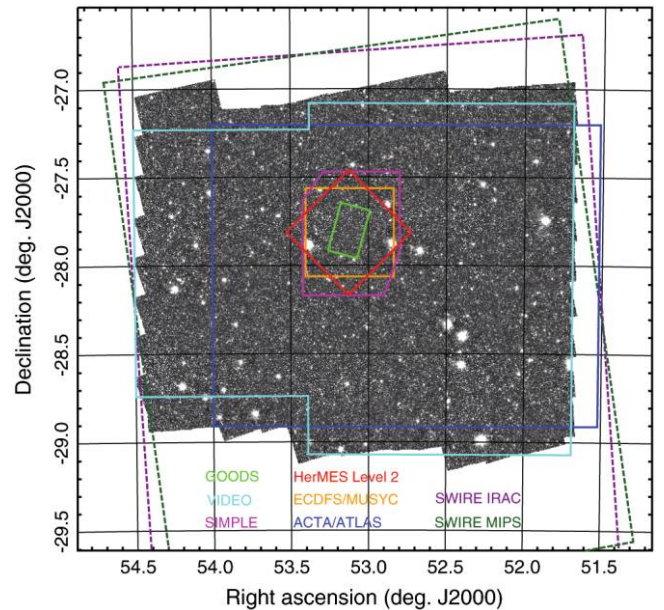 Declination (deg. J2000)
-27.0
-27.5
-28.0
-28.5
-29.0
-29.5
GOODS HerMES Level 2
VIDEO ECDFS/MUSYC SWIRE IRAC
SIMPLE ACTA/ATLAS SWIRE MIPS
54.5 54.0 53.5 53.0 52.5 52.0 51.5
Right ascension (deg. J2000)